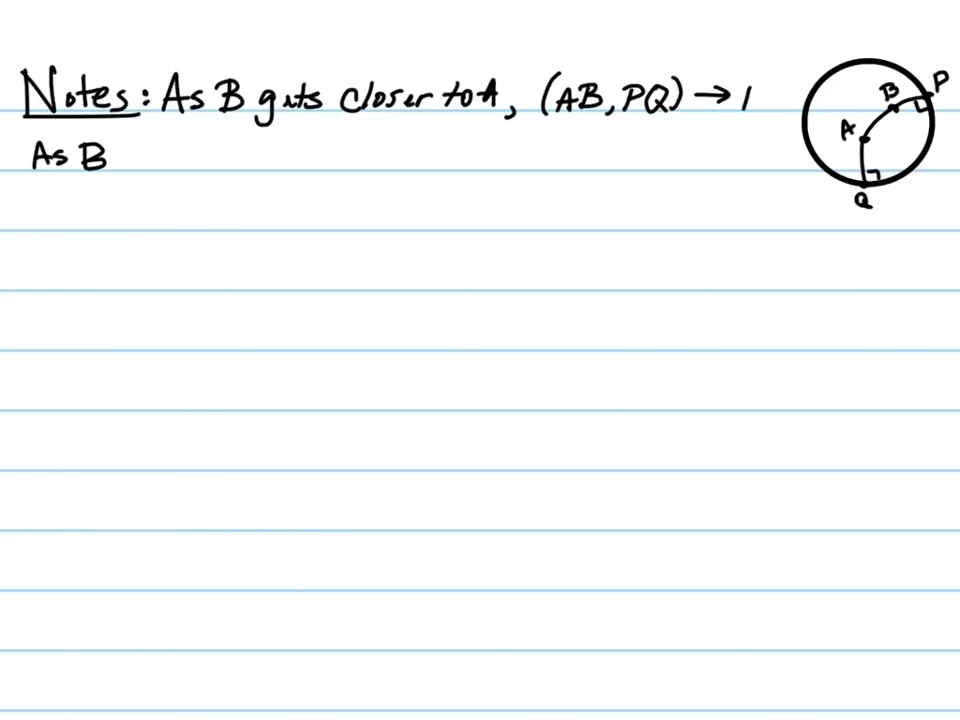 Notes: As B gets closer to A, (AB, PQ) → 1
As B
A
B
P
Q